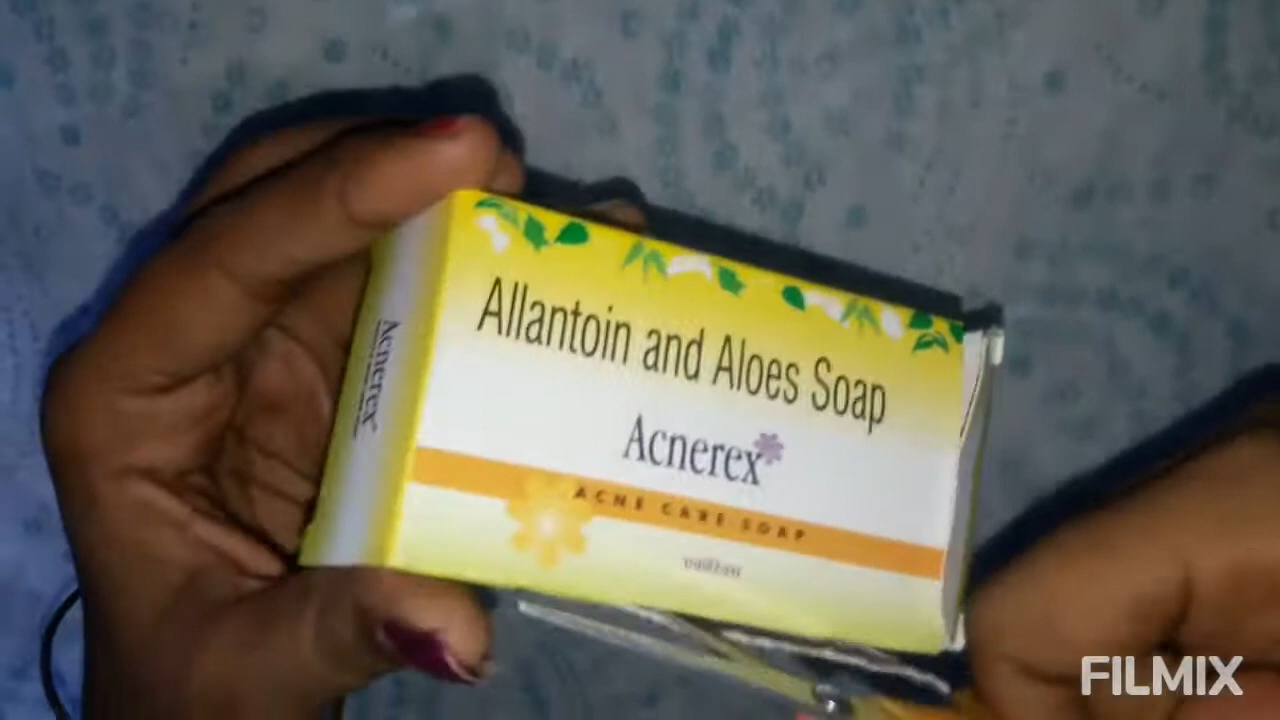 Allantoin and Aloes Soap
Acnerex
ACNE CARE SOAP
Acnerex
FILMIX